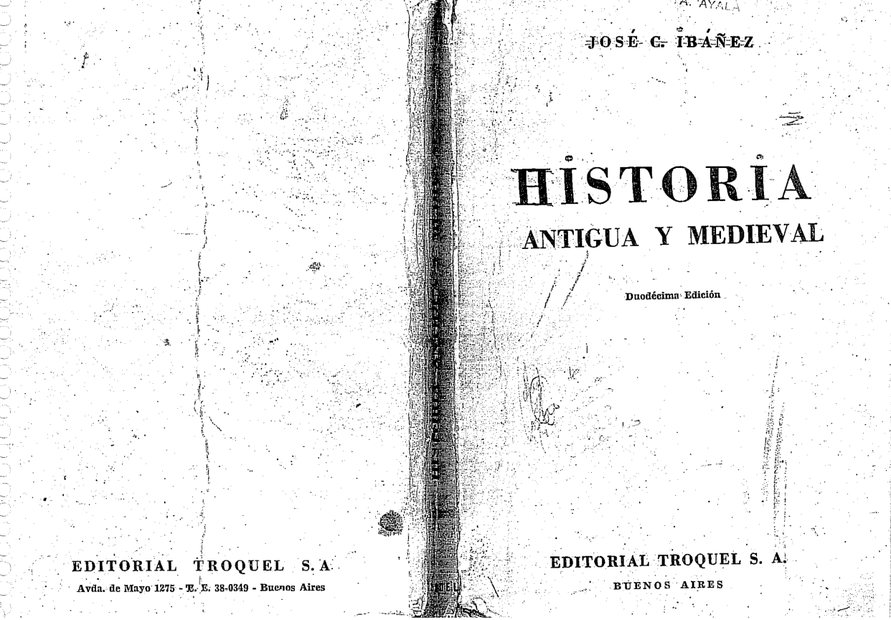 EDITORIAL TROQUEL S. A
Avda. de Mayo 1275 - T. E. 38-0349 - Buenos Aires
A. AYALA
JOSÉ C. IBÁÑEZ
HISTORIA
ANTIGUA Y MEDIEVAL
Duodécima Edición
EDITORIAL TROQUEL S. A.
BUENOS AIRES